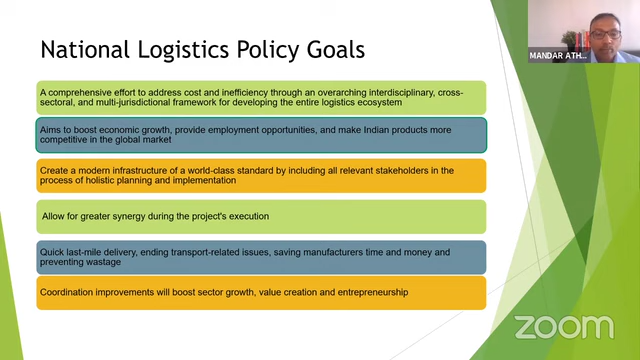 National Logistics Policy Goals
MANDAR ATH...
A comprehensive effort to address cost and inefficiency through an overarching interdisciplinary, cross-
sectoral, and multi-jurisdictional framework for developing the entire logistics ecosystem
Aims to boost economic growth, provide employment opportunities, and make Indian products more
competitive in the global market
Create a modern infrastructure of a world-class standard by including all relevant stakeholders in the
process of holistic planning and implementation
Allow for greater synergy during the project's execution
Quick last-mile delivery, ending transport-related issues, saving manufacturers time and money and
preventing wastage
Coordination improvements will boost sector growth, value creation and entrepreneurship
zoom